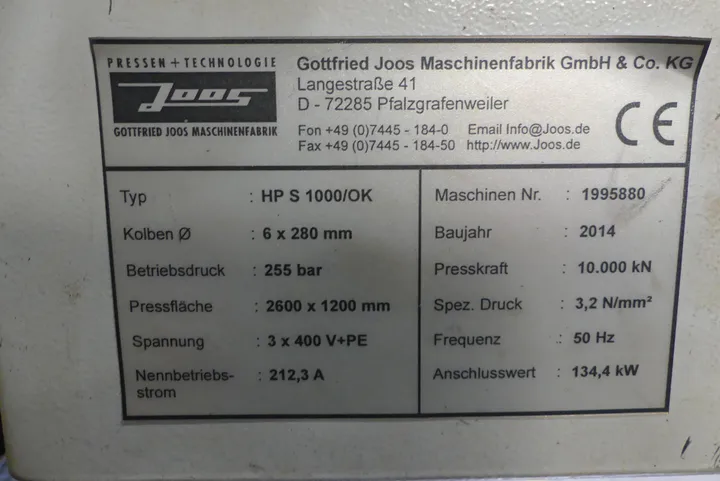 PRESSEN + TECHNOLOGIE
Joos
GOTTFRIED JOOS MASCHINENFABRIK
Gottfried Joos Maschinenfabrik GmbH & Co. KG
Langestraße 41
D - 72285 Pfalzgrafenweiler
Fon +49 (0)7445 - 184-0 Email Info@Joos.de
Fax +49 (0)7445 - 184-50 http://www.Joos.de
CE
Typ : HP S 1000/OK
Kolben Ø : 6 x 280 mm
Betriebsdruck : 255 bar
Pressfläche : 2600 x 1200 mm
Spannung : 3 x 400 V+PE
Nennbetriebs- : 212,3 A
strom
Maschinen Nr. : 1995880
Baujahr : 2014
Presskraft : 10.000 kN
Spez. Druck : 3,2 N/mm²
Frequenz .: 50 Hz
Anschlusswert : 134,4 kW